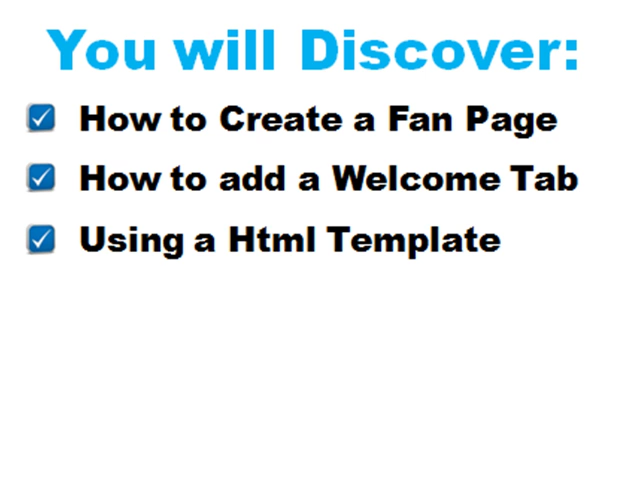 You will Discover:
How to Create a Fan Page
How to add a Welcome Tab
Using a Html Template